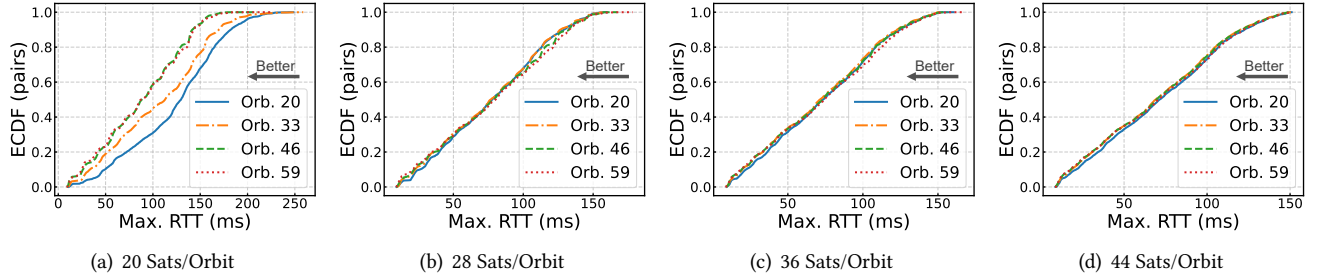 ECDF (pairs)
1.0
0.8
0.6
0.4
0.2
0.0
Better
Orb. 20
Orb. 33
Orb. 46
Orb. 59
0 50 100 150 200 250
Max. RTT (ms)
(a) 20 Sats/Orbit
ECDF (pairs)
1.0
0.8
0.6
0.4
0.2
0.0
Better
Orb. 20
Orb. 33
Orb. 46
Orb. 59
50 100 150
Max. RTT (ms)
(b) 28 Sats/Orbit
ECDF (pairs)
1.0
0.8
0.6
0.4
0.2
0.0
Better
Orb. 20
Orb. 33
Orb. 46
Orb. 59
50 100 150
Max. RTT (ms)
(c) 36 Sats/Orbit
ECDF (pairs)
1.0
0.8
0.6
0.4
0.2
0.0
Better
Orb. 20
Orb. 33
Orb. 46
Orb. 59
50 100 150
Max. RTT (ms)
(d) 44 Sats/Orbit